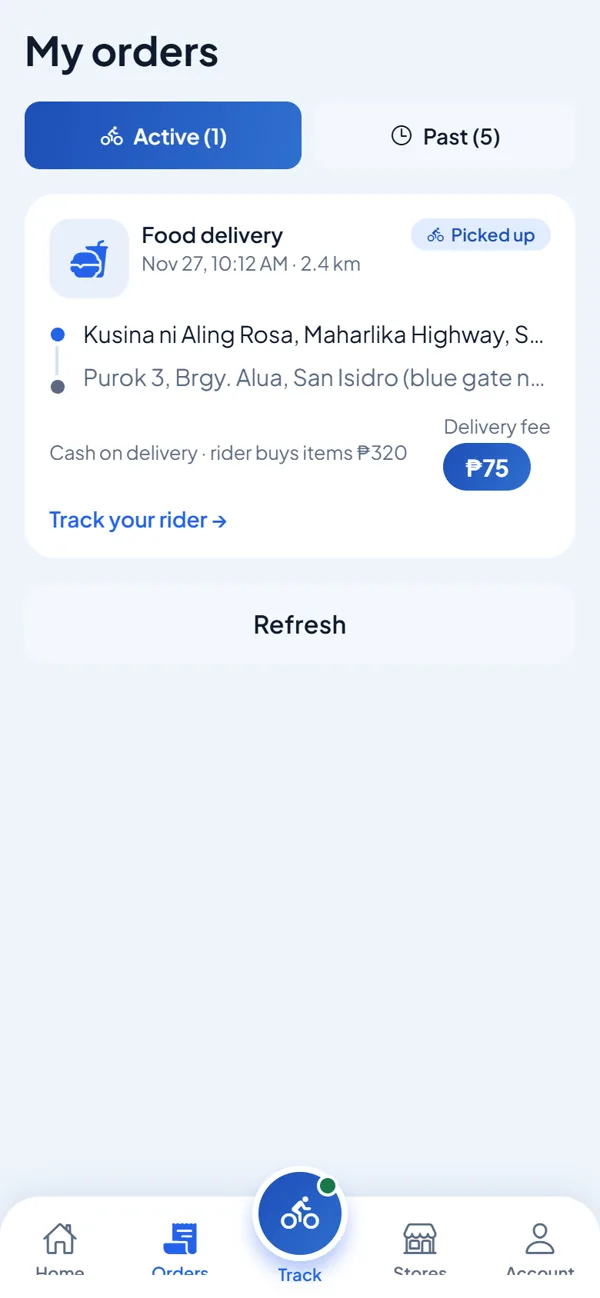 My orders
Active (1)
Past (5)
Food delivery
Picked up
Nov 27, 10:12 AM · 2.4 km
Kusina ni Aling Rosa, Maharlika Highway, S...
Purok 3, Brgy. Alua, San Isidro (blue gate n...
Delivery fee
Cash on delivery · rider buys items ₱320
₱75
Track your rider →
Refresh
Home
Orders
Track
Stores
Account